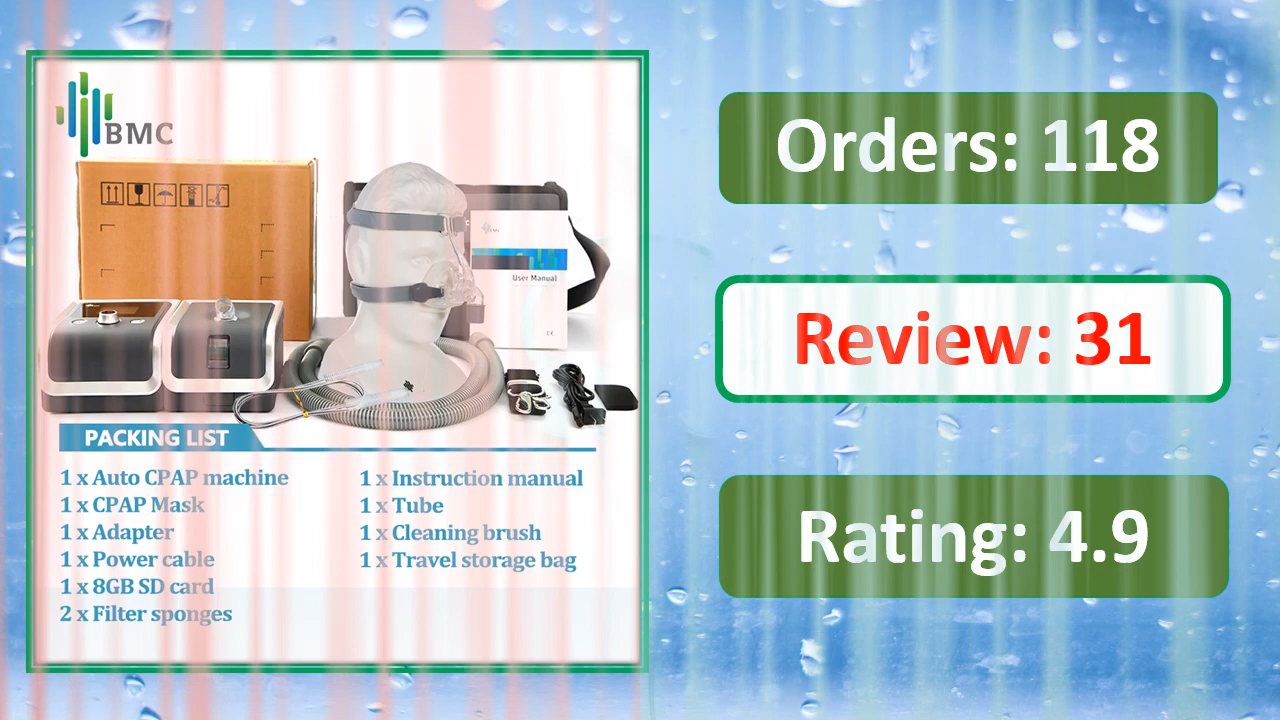 BMC
User Manual
PACKING LIST
1 x Auto CPAP machine
1 x CPAP Mask
1 x Adapter
1 x Power cable
1 x 8GB SD card
2 x Filter sponges
1 x Instruction manual
1 x Tube
1 x Cleaning brush
1 x Travel storage bag
Orders: 118
Review: 31
Rating: 4.9